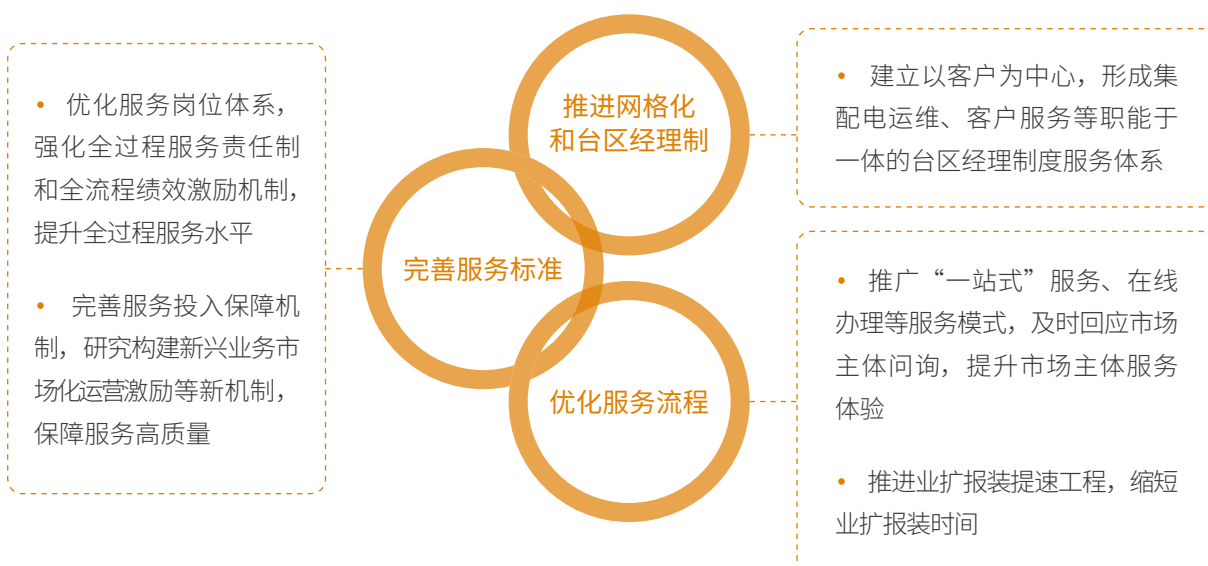 • 优化服务岗位体系，
强化全过程服务责任制
和全流程绩效激励机制，
提升全过程服务水平
• 完善服务投入保障机
制，研究构建新兴业务市
场化运营激励等新机制，
保障服务高质量
完善服务标准
推进网格化
和台区经理制
• 建立以客户为中心，形成集
配电运维、客户服务等职能于
一体的台区经理制度服务体系
优化服务流程
• 推广“一站式”服务、在线
办理等服务模式，及时回应市场
主体问询，提升市场主体服务
体验
• 推进业扩报装提速工程，缩短
业扩报装时间